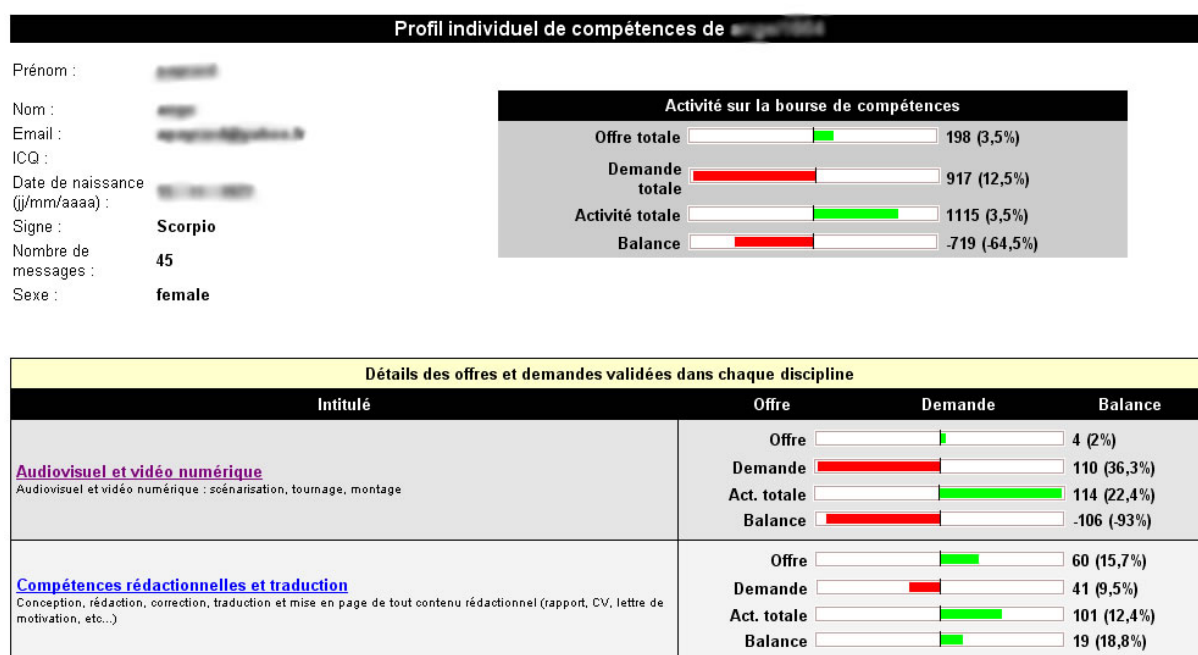 Profil individuel de compétences de
Prénom :
Nom :
Email :
ICQ :
Date de naissance
(jj/mm/aaaa) :
Signe : Scorpio
Nombre de
messages : 45
Sexe : female
Activité sur la bourse de compétences
Offre totale 198 (3,5%)
Demande
totale 917 (12,5%)
Activité totale 1115 (3,5%)
Balance -719 (-64,5%)
Détails des offres et demandes validées dans chaque discipline
Intitulé Offre Demande Balance
Audiovisuel et vidéo numérique
Audiovisuel et vidéo numérique : scénarisation, tournage, montage
Offre 4 (2%)
Demande 110 (36,3%)
Act. totale 114 (22,4%)
Balance -106 (-93%)
Compétences rédactionnelles et traduction
Conception, rédaction, correction, traduction et mise en page de tout contenu rédactionnel (rapport, CV, lettre de
motivation, etc...)
Offre 60 (15,7%)
Demande 41 (9,5%)
Act. totale 101 (12,4%)
Balance 19 (18,8%)